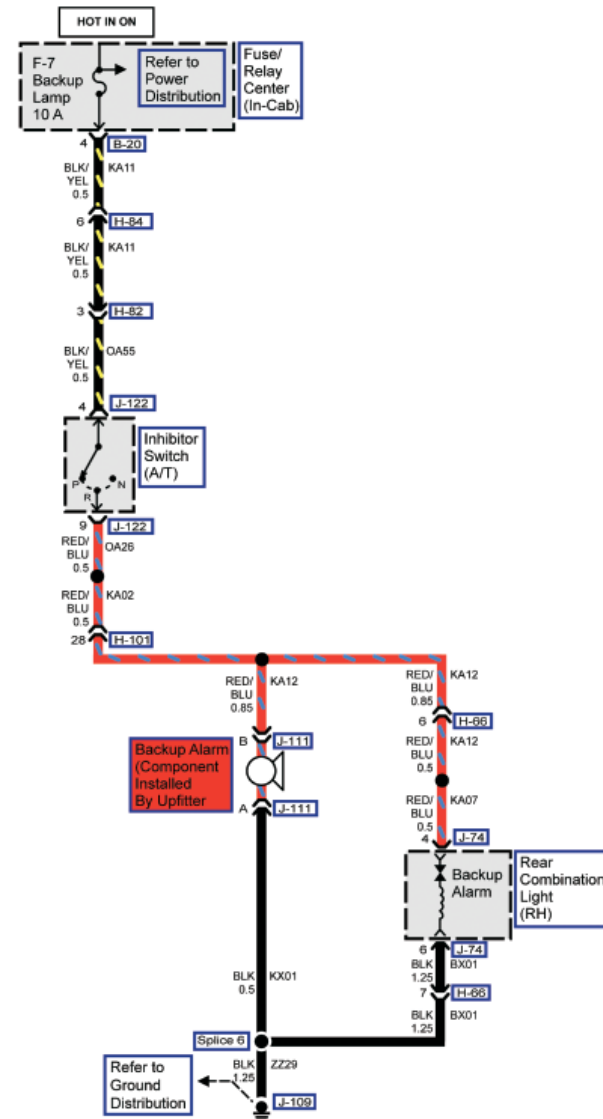 HOT IN ON
F-7
Backup
Lamp
10 A
Refer to
Power
Distribution
Fuse/
Relay
Center
(In-Cab)
4 B-20
BLK/ KA11
YEL
0.5
6 H-84
BLK/ KA11
YEL
0.5
3 H-82
BLK/ OA55
YEL
0.5
4 J-122
P R N
Inhibitor
Switch
(A/T)
9 J-122
RED/ OA26
BLU
0.5
RED/ KA02
BLU
0.5
28 H-101
RED/ KA12
BLU
0.85
B J-111
Backup Alarm
(Component
Installed
By Upfitter
A J-111
BLK KX01
0.5
RED/ KA12
BLU
0.85
6 H-66
RED/ KA12
BLU
0.5
RED/ KA07
BLU
0.5
4 J-74
Backup
Alarm
Rear
Combination
Light
(RH)
6 J-74
BLK BX01
1.25
7 H-66
BLK BX01
1.25
Splice 6
BLK ZZ29
1.25
Refer to
Ground
Distribution
J-109